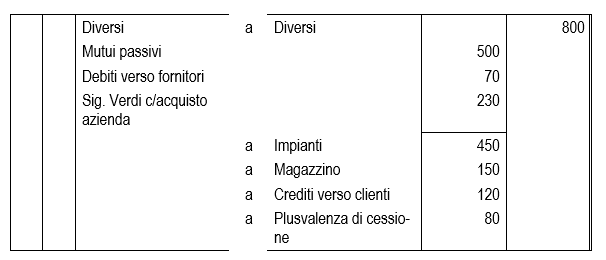 Diversi a Diversi 800
Mutui passivi 500
Debiti verso fornitori 70
Sig. Verdi c/acquisto 230
azienda
a Impianti 450
a Magazzino 150
a Crediti verso clienti 120
a Plusvalenza di cessio- 80
ne